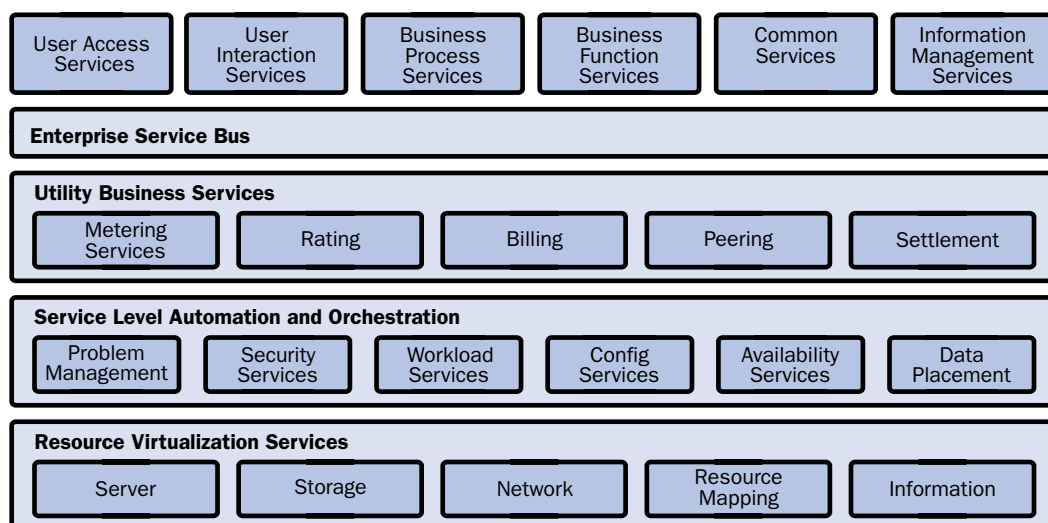 User Access
Services
User
Interaction
Services
Business
Process
Services
Business
Function
Services
Common
Services
Information
Management
Services
Enterprise Service Bus
Utility Business Services
Metering
Services
Rating
Billing
Peering
Settlement
Service Level Automation and Orchestration
Problem
Management
Security
Services
Workload
Services
Config
Services
Availability
Services
Data
Placement
Resource Virtualization Services
Server
Storage
Network
Resource
Mapping
Information